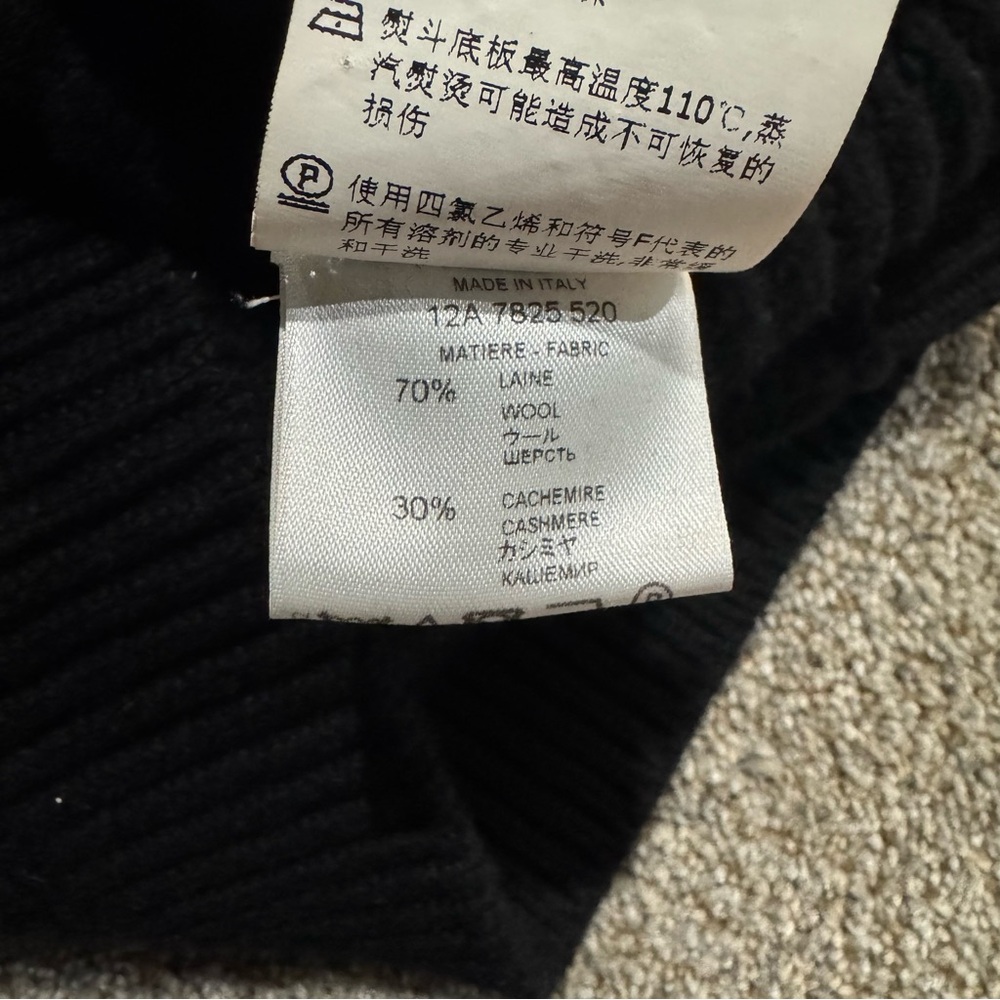 熨斗底板最高温度110℃,蒸
汽熨烫可能造成不可恢复的
损伤
P
使用四氯乙烯和符号F代表的
所有溶剂的专业干洗,非常缓
和干洗
MADE IN ITALY
12A 7825 520
MATIERE - FABRIC
70% LAINE
WOOL
ウール
ШЕРСТЬ
30% CACHEMIRE
CASHMERE
カシミヤ
КАШЕМИР
P